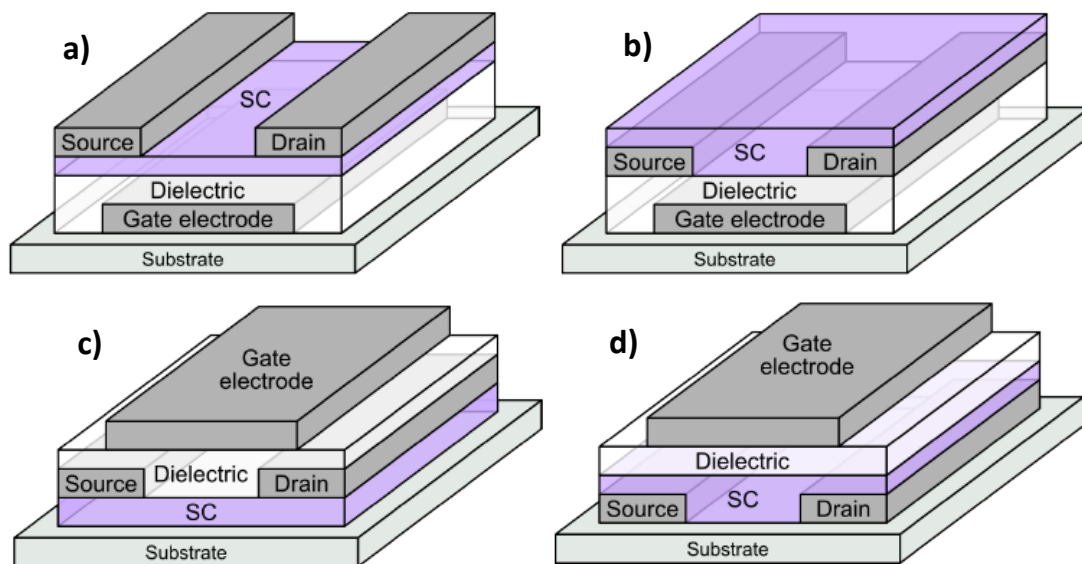 a)
SC
Source
Drain
Dielectric
Gate electrode
Substrate
b)
SC
Source
Drain
Dielectric
Gate electrode
Substrate
c)
Gate
electrode
Dielectric
Source
Drain
SC
Substrate
d)
Gate
electrode
Dielectric
Source
SC
Drain
Substrate